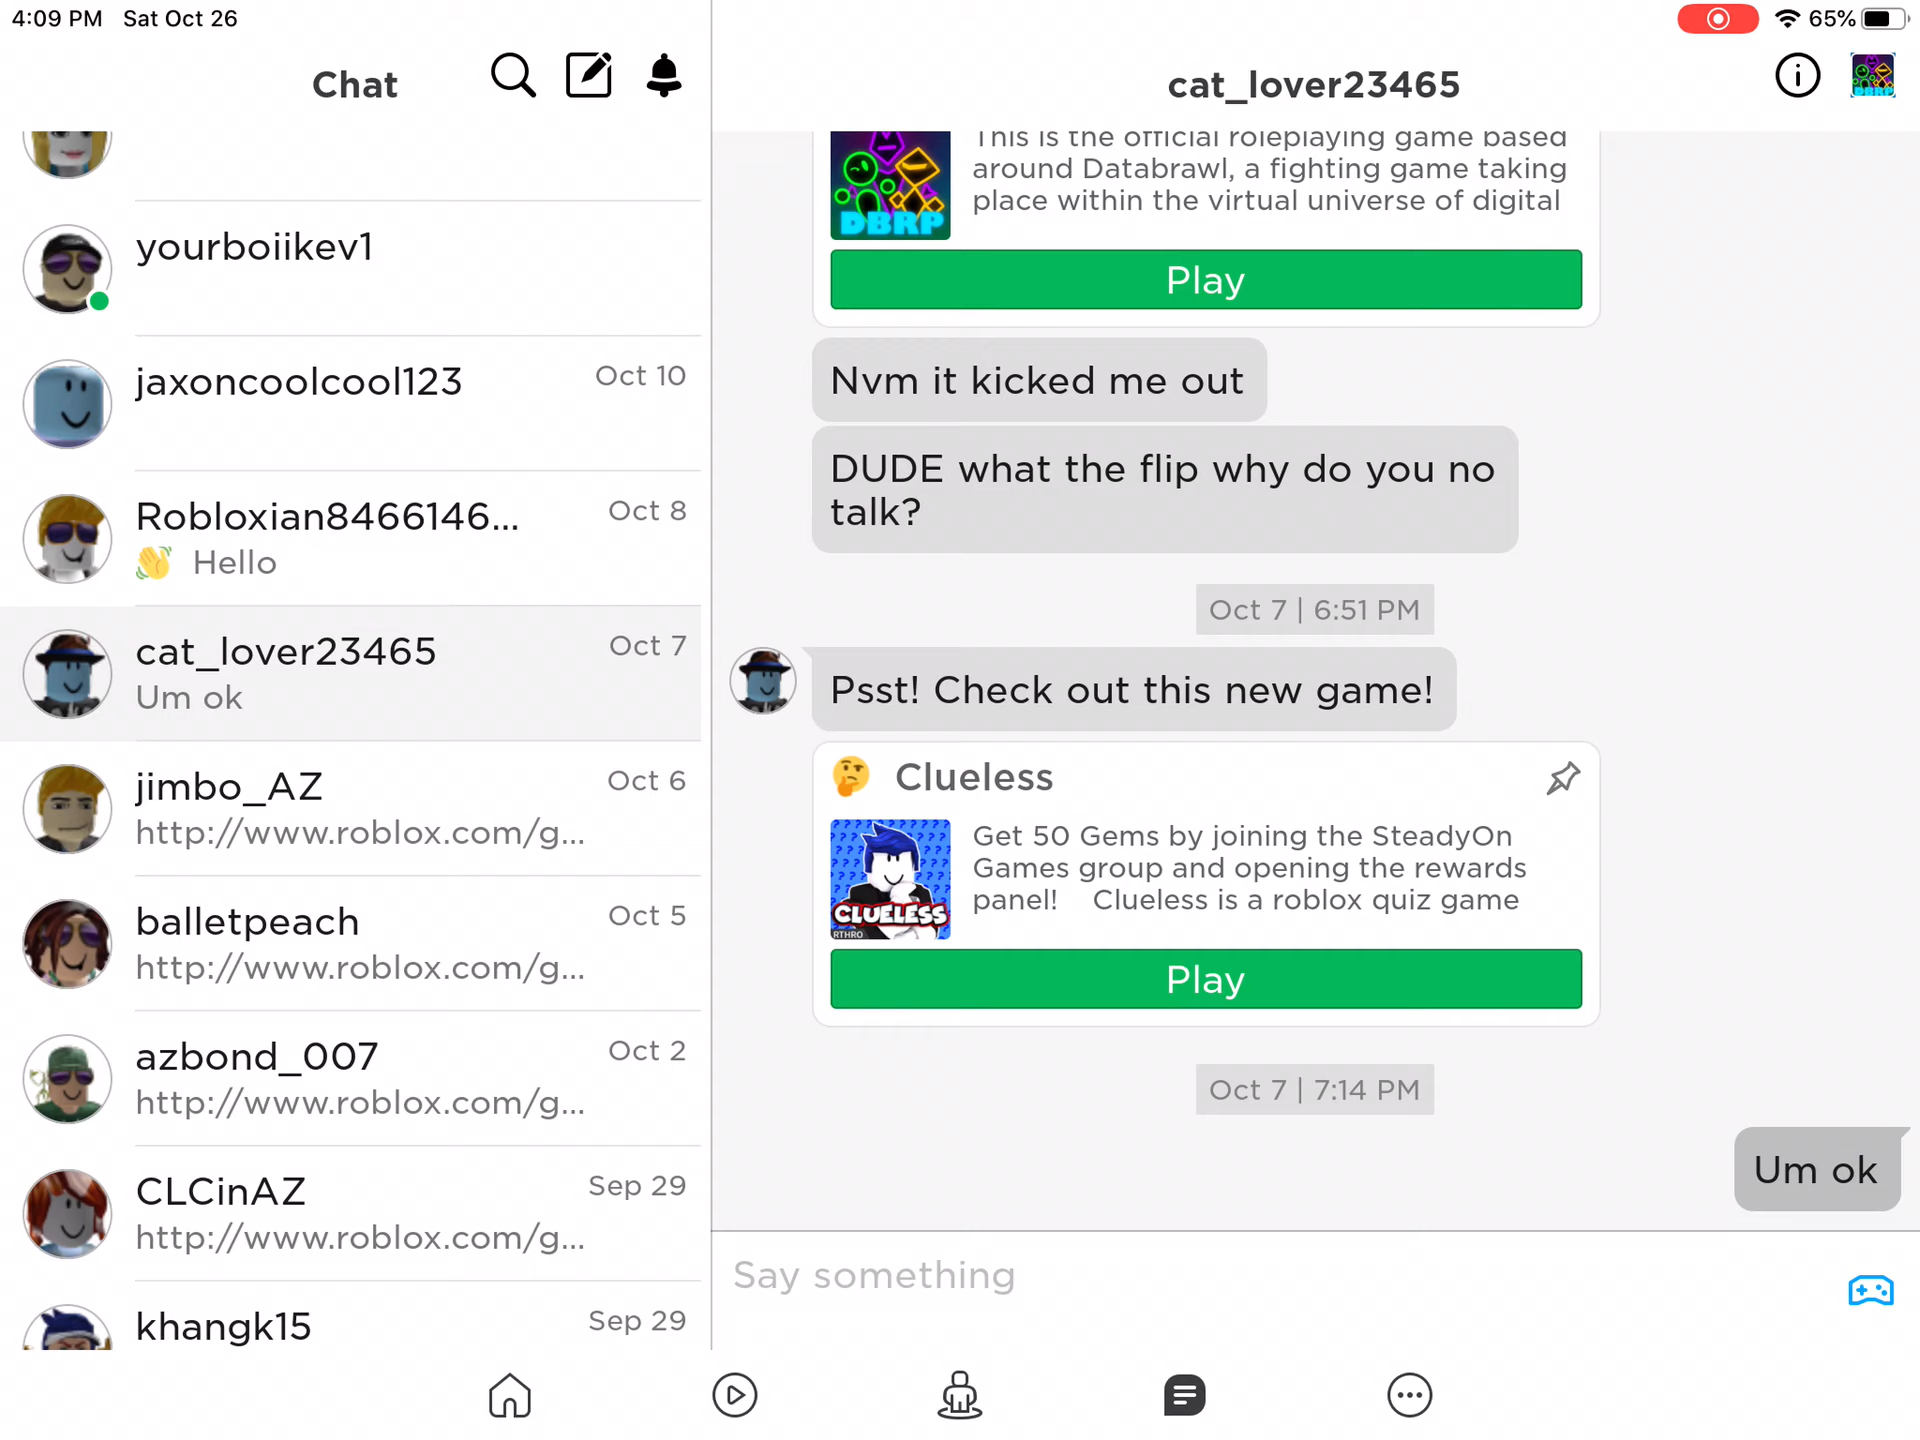 4:09 PM Sat Oct 26
65%
Chat
cat_lover23465
yourboiikev1
jaxoncoolcool123
Oct 10
Robloxian8466146...
Oct 8
👋 Hello
cat_lover23465
Oct 7
Um ok
jimbo_AZ
Oct 6
http://www.roblox.com/g...
balletpeach
Oct 5
http://www.roblox.com/g...
azbond_007
Oct 2
http://www.roblox.com/g...
CLCinAZ
Sep 29
http://www.roblox.com/g...
khangk15
Sep 29
This is the official roleplaying game based
around Databrawl, a fighting game taking
place within the virtual universe of digital
DBRP
Play
Nvm it kicked me out
DUDE what the flip why do you no
talk?
Oct 7 | 6:51 PM
Psst! Check out this new game!
🤔 Clueless
Get 50 Gems by joining the SteadyOn
Games group and opening the rewards
panel! Clueless is a roblox quiz game
CLUELESS
RTHRO
Play
Oct 7 | 7:14 PM
Um ok
Say something
DBRP